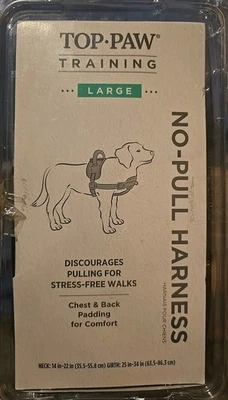 TOP•PAW®
TRAINING
LARGE
NO-PULL HARNESS
HARNAIS POUR CHIENS
DISCOURAGES
PULLING FOR
STRESS-FREE WALKS
Chest & Back
Padding
for Comfort
NECK: 14 in-22 in (35.5-55.8 cm) GIRTH: 25 in-34 in (63.5-86.3 cm)